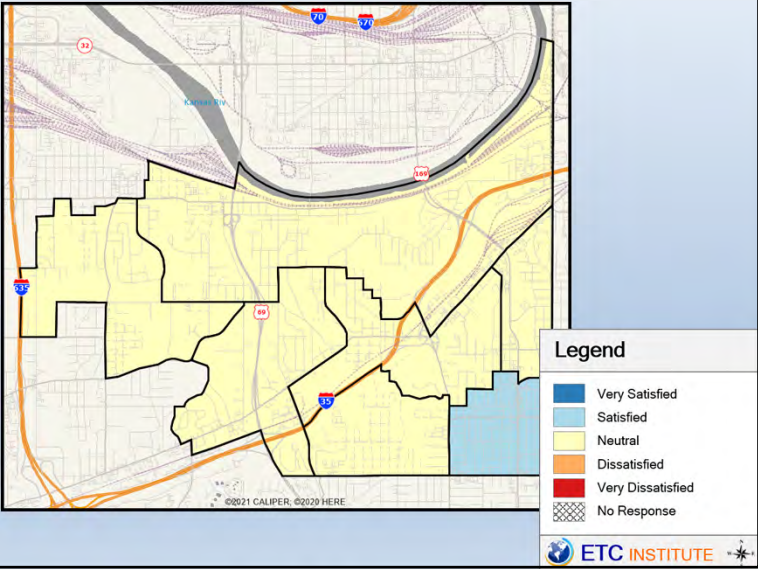 70
670
32
Kansas Riv
169
635
69
35
©2021 CALIPER; ©2020 HERE
Legend
Very Satisfied
Satisfied
Neutral
Dissatisfied
Very Dissatisfied
No Response
N
W
E
S
ETC INSTITUTE